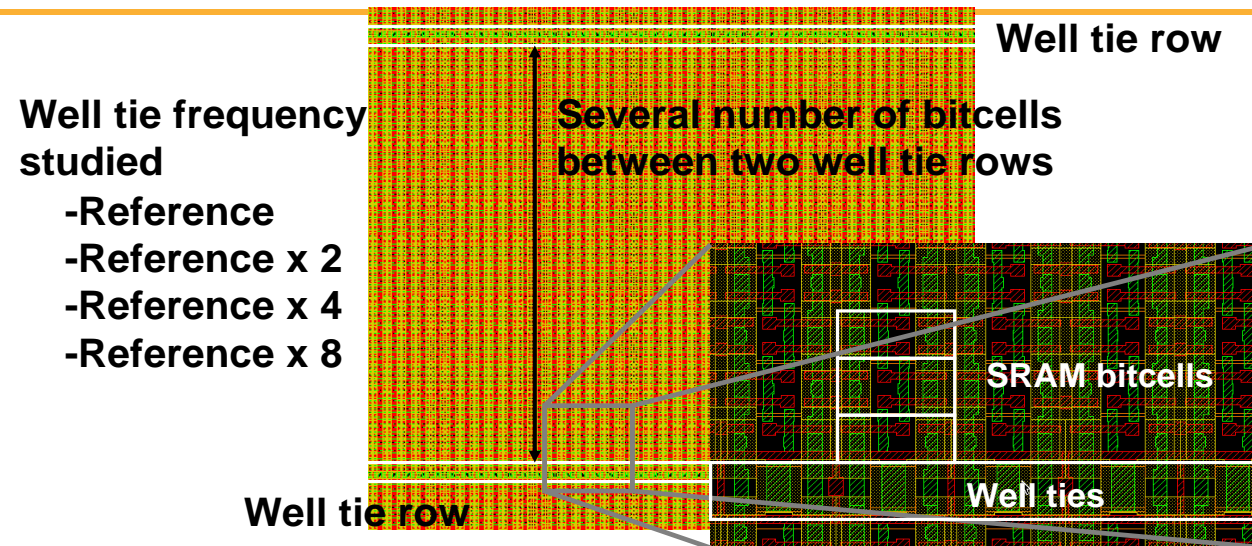 Well tie row
Well tie frequency
studied
-Reference
-Reference x 2
-Reference x 4
-Reference x 8
Several number of bitcells
between two well tie rows
SRAM bitcells
Well ties
Well tie row